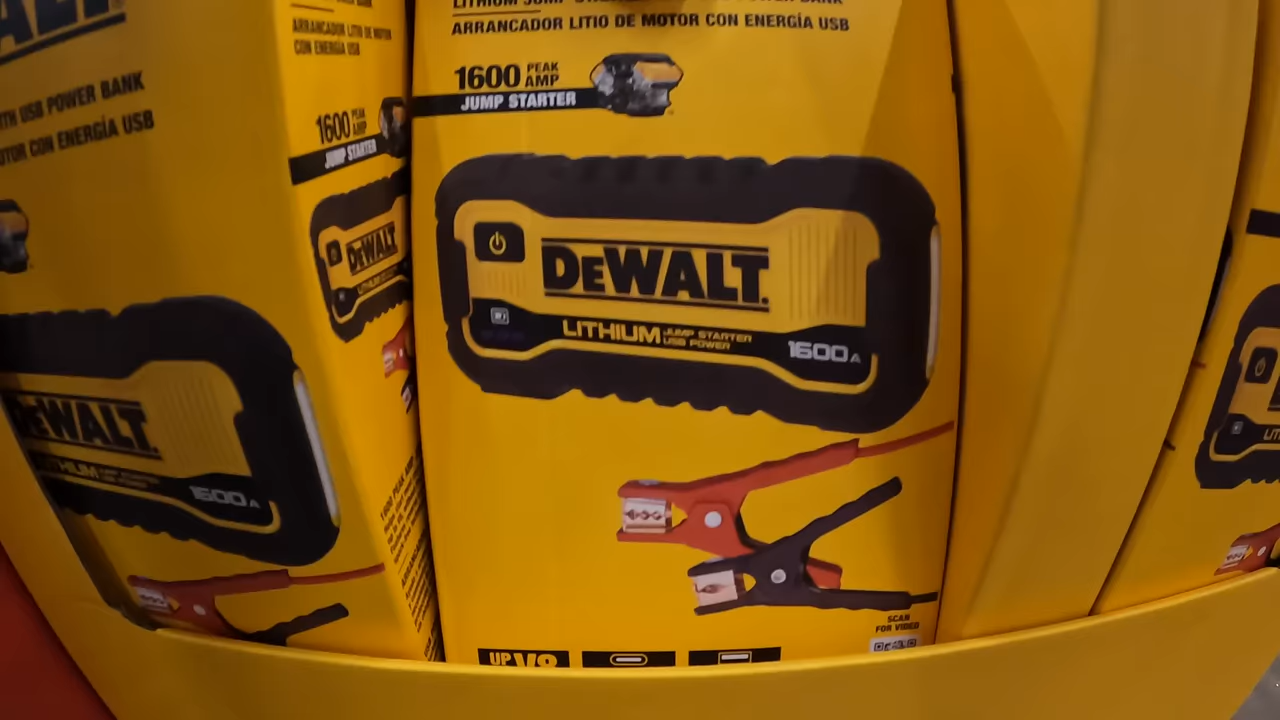 ARRANCADOR LITIO DE MOTOR CON ENERGÍA USB
1600 PEAK AMP
JUMP STARTER
DEWALT
LITHIUM JUMP STARTER
USB POWER
1600A
SCAN
FOR VIDEO
UP V8
ARRANCADOR LITIO DE MOTOR
CON ENERGÍA USB
1600 PEAK AMP
JUMP STARTER
DEWALT
USB POWER BANK
CON ENERGÍA USB
DEWALT
1600A